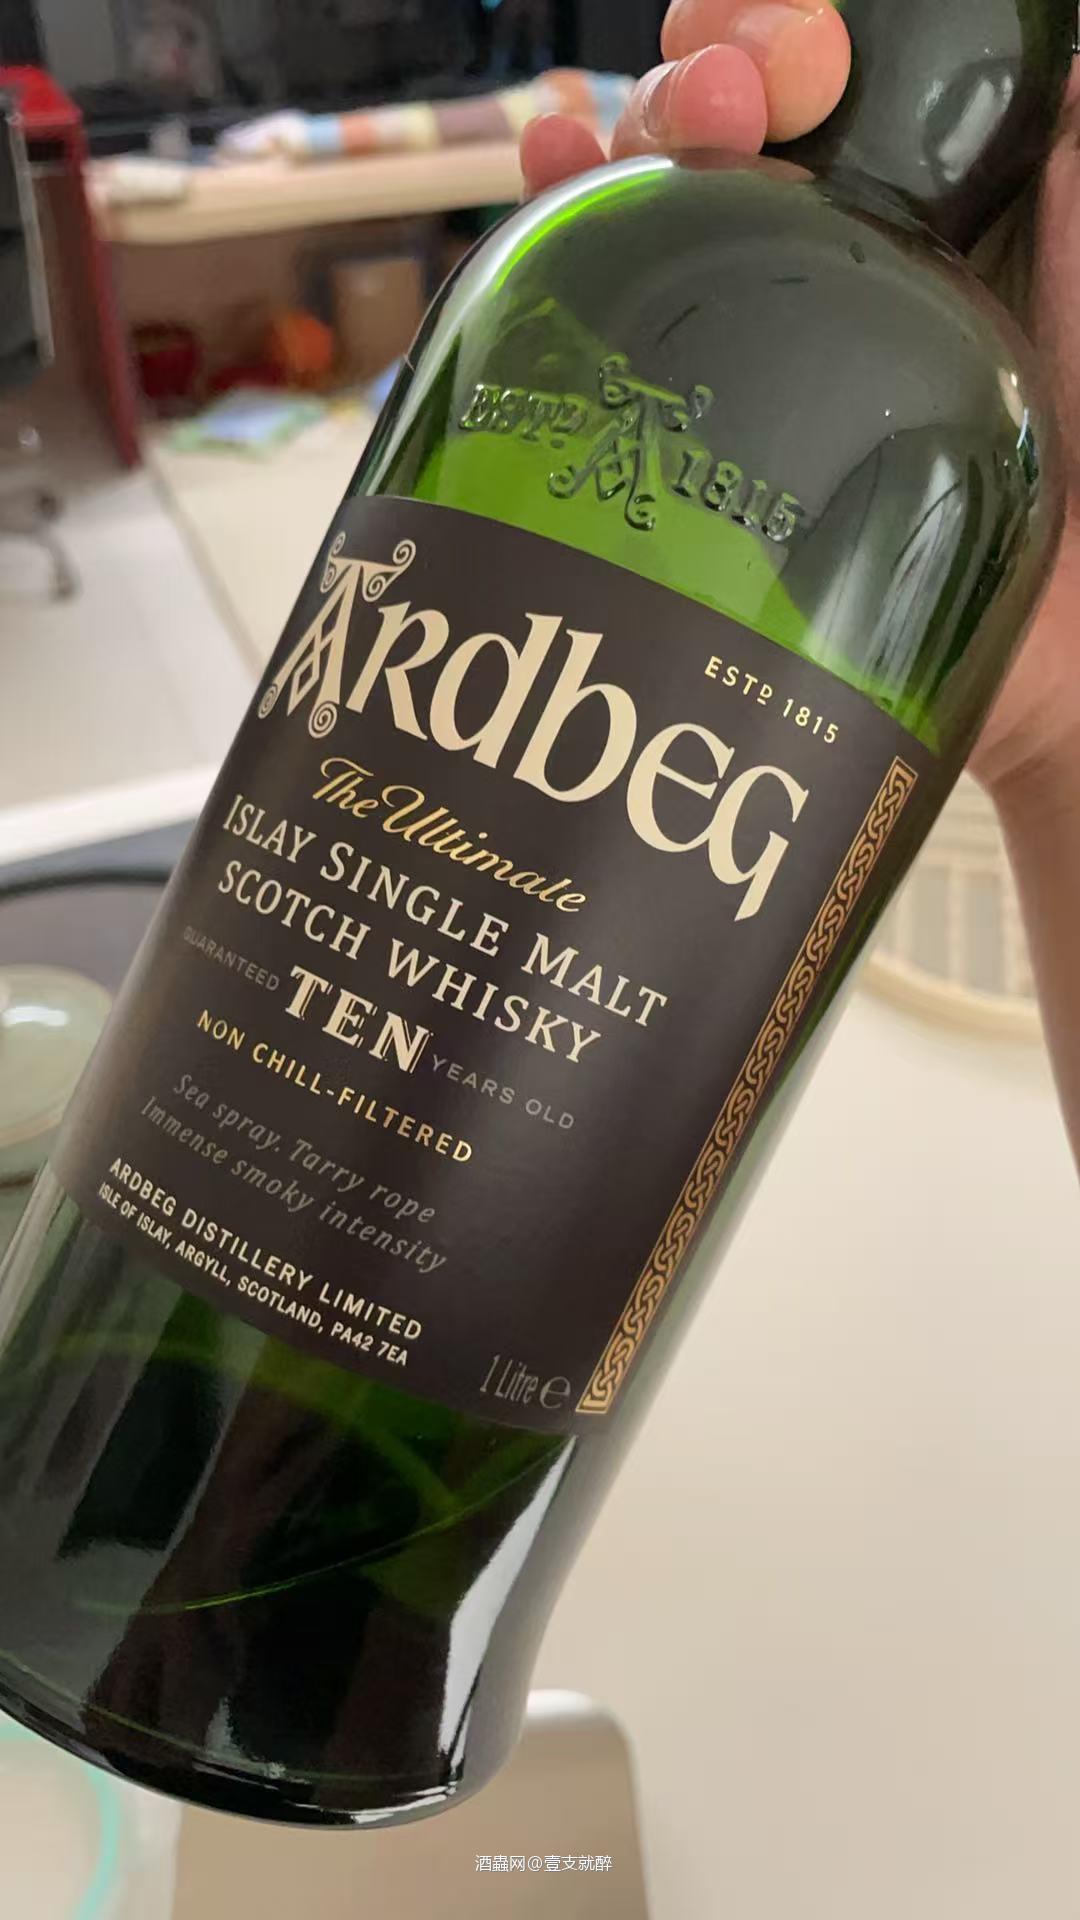 ESTD A 1815
ARDBEG
ESTD 1815
The Ultimate
ISLAY SINGLE MALT
SCOTCH WHISKY
GUARANTEED TEN YEARS OLD
NON CHILL-FILTERED
Sea spray. Tarry rope
Immense smoky intensity
ARDBEG DISTILLERY LIMITED
ISLE OF ISLAY, ARGYLL, SCOTLAND, PA42 7EA
1 Litre e
酒蟲网@壹支就醉